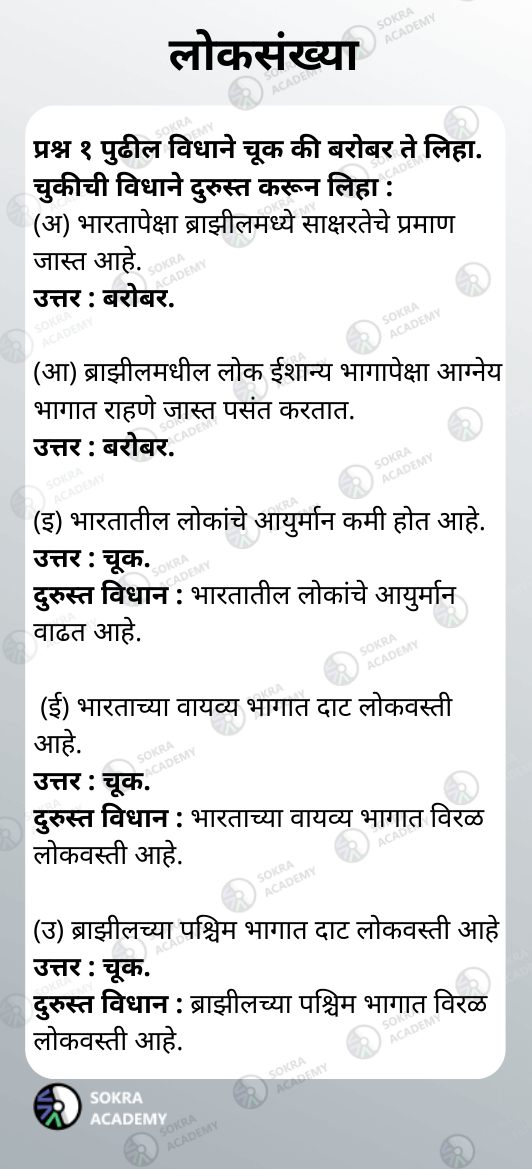 लोकसंख्या
प्रश्न १ पुढील विधाने चूक की बरोबर ते लिहा.
चुकीची विधाने दुरुस्त करून लिहा :
(अ) भारतापेक्षा ब्राझीलमध्ये साक्षरतेचे प्रमाण
जास्त आहे.
उत्तर : बरोबर.
(आ) ब्राझीलमधील लोक ईशान्य भागापेक्षा आग्नेय
भागात राहणे जास्त पसंत करतात.
उत्तर : बरोबर.
(इ) भारतातील लोकांचे आयुर्मान कमी होत आहे.
उत्तर : चूक.
दुरुस्त विधान : भारतातील लोकांचे आयुर्मान
वाढत आहे.
(ई) भारताच्या वायव्य भागात दाट लोकवस्ती
आहे.
उत्तर : चूक.
दुरुस्त विधान : भारताच्या वायव्य भागात विरळ
लोकवस्ती आहे.
(उ) ब्राझीलच्या पश्चिम भागात दाट लोकवस्ती आहे
उत्तर : चूक.
दुरुस्त विधान : ब्राझीलच्या पश्चिम भागात विरळ
लोकवस्ती आहे.
SOKRA
ACADEMY